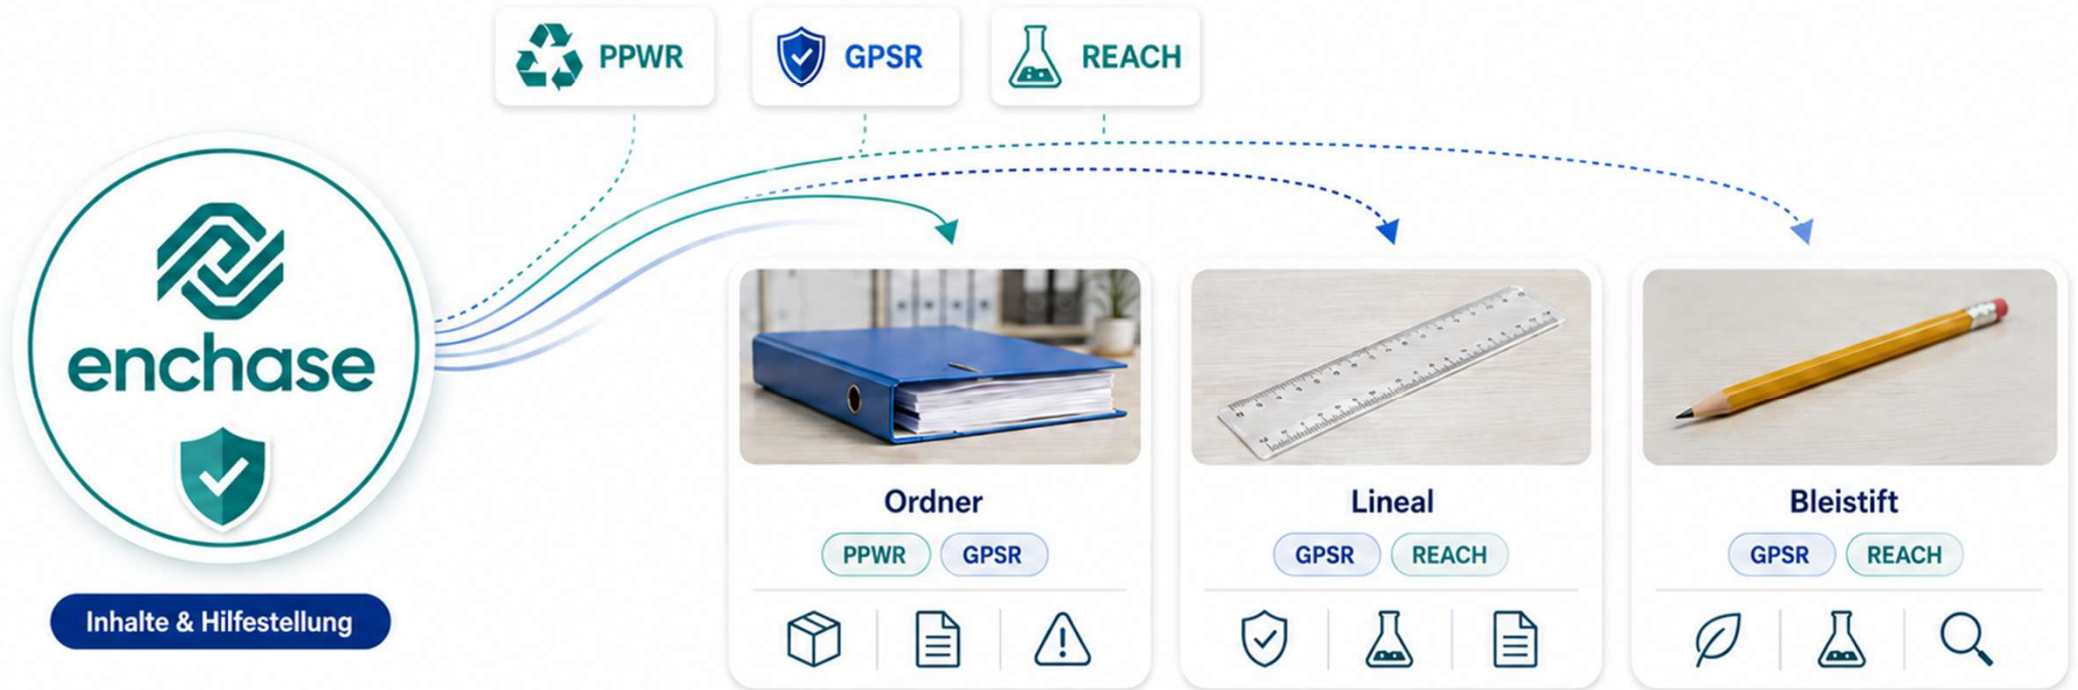 PPWR
GPSR
REACH
enchase
Inhalte & Hilfestellung
Ordner
PPWR
GPSR
Lineal
GPSR
REACH
Bleistift
GPSR
REACH